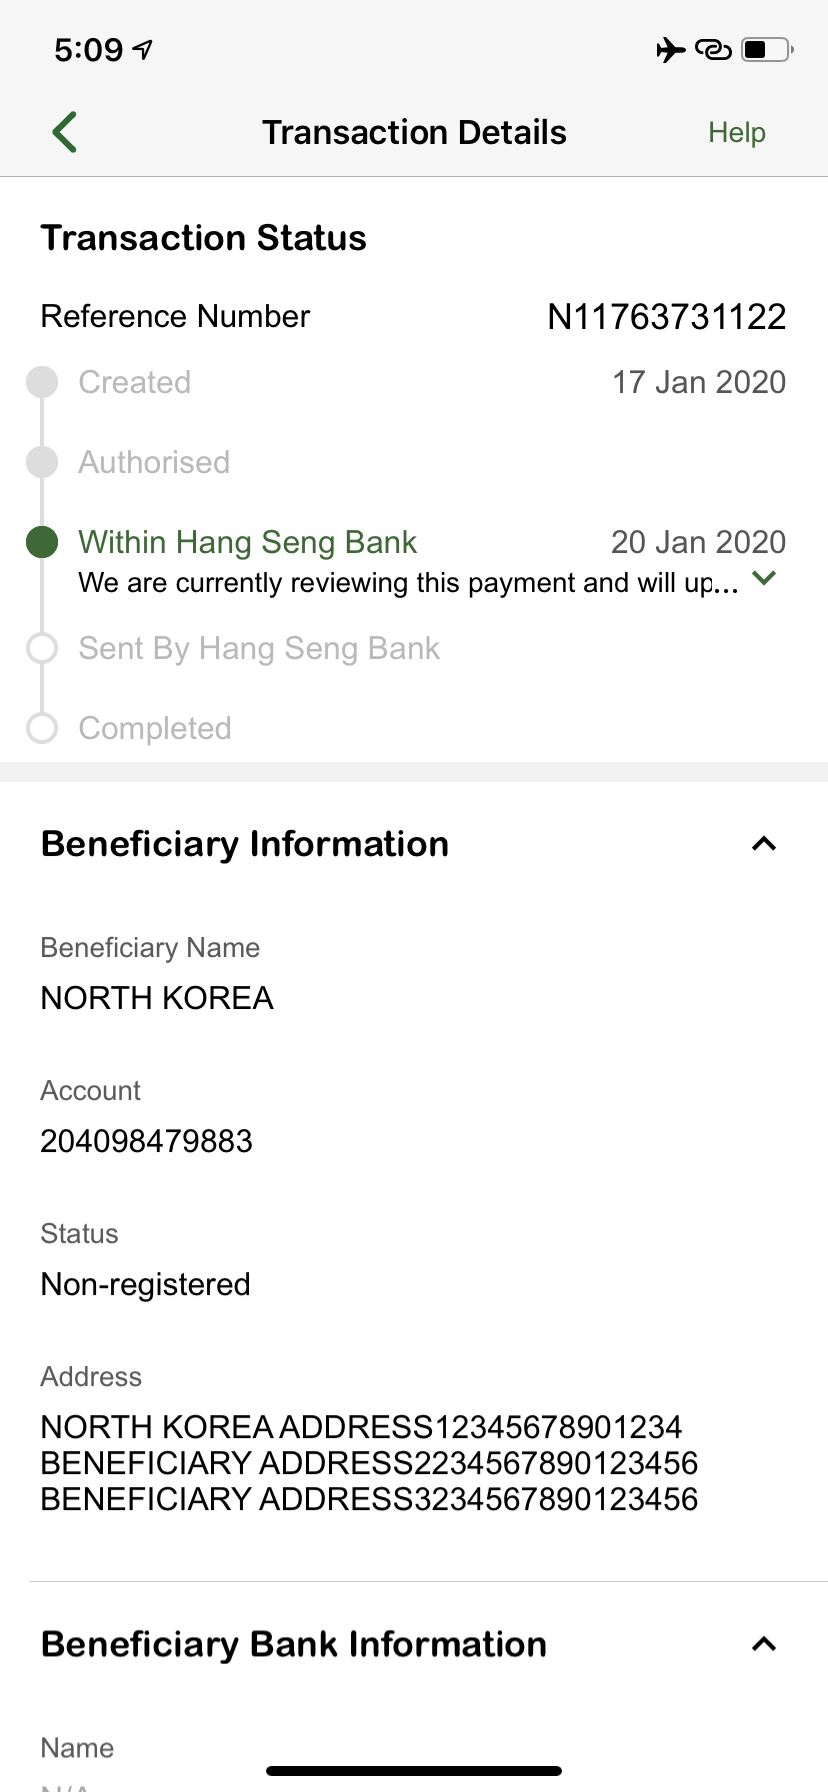 5:09
Transaction Details
Help
Transaction Status
Reference Number N11763731122
Created 17 Jan 2020
Authorised
Within Hang Seng Bank 20 Jan 2020
We are currently reviewing this payment and will up...
Sent By Hang Seng Bank
Completed
Beneficiary Information
Beneficiary Name
NORTH KOREA
Account
204098479883
Status
Non-registered
Address
NORTH KOREA ADDRESS12345678901234
BENEFICIARY ADDRESS2234567890123456
BENEFICIARY ADDRESS3234567890123456
Beneficiary Bank Information
Name